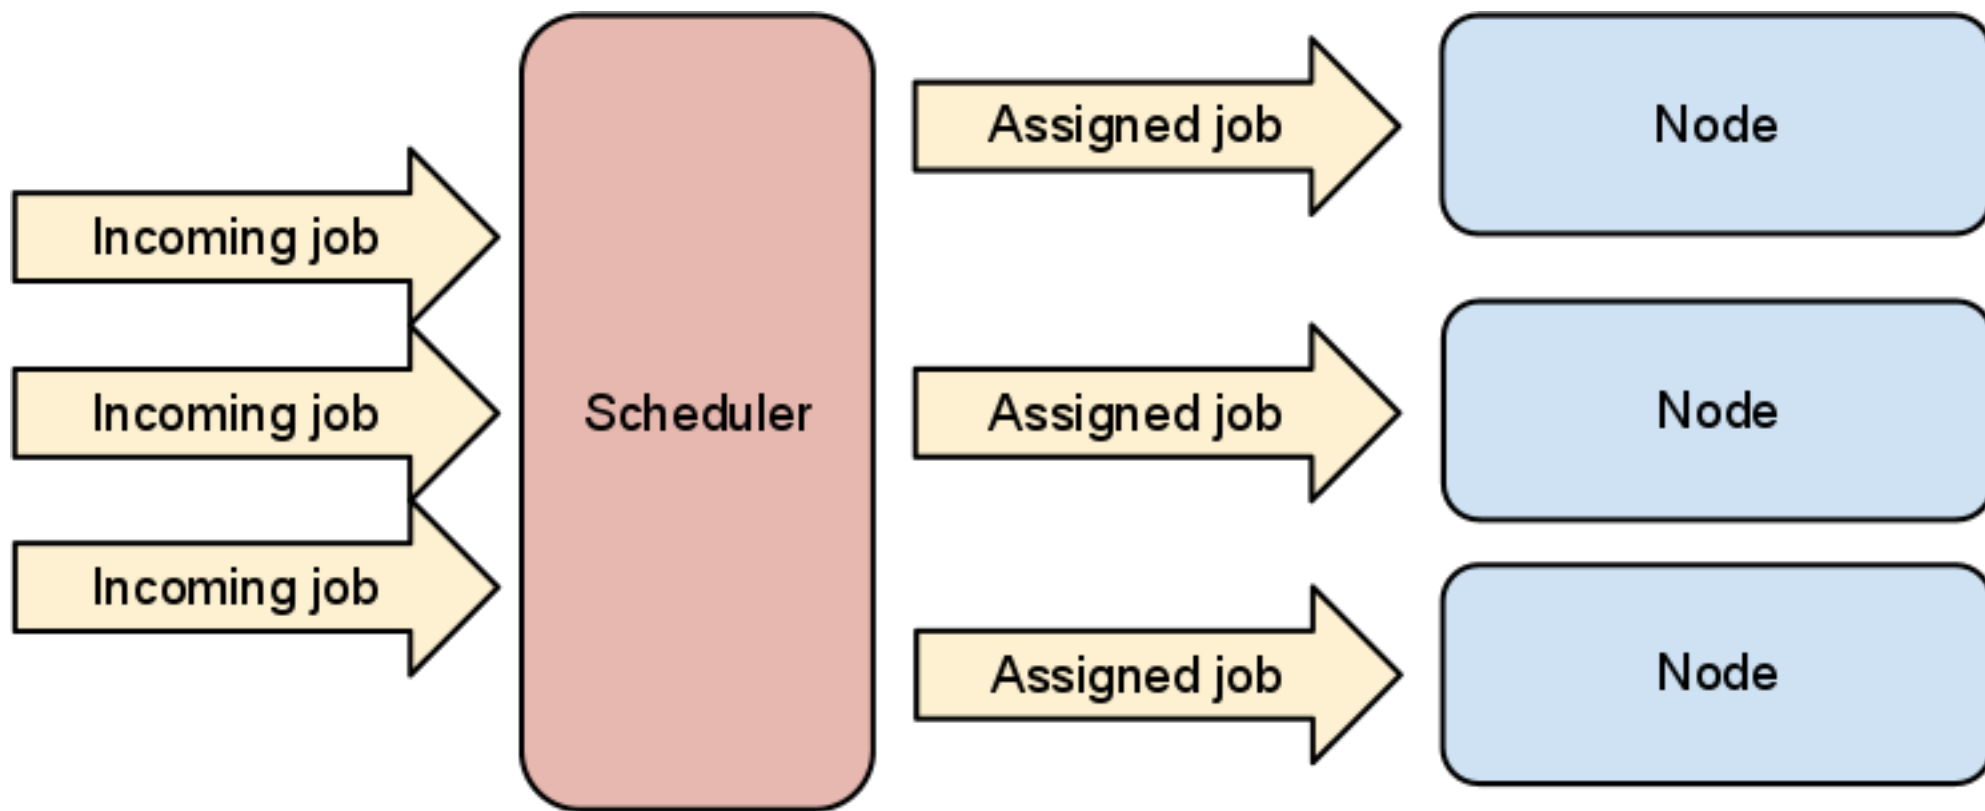 Incoming job
Incoming job
Incoming job
Scheduler
Assigned job
Assigned job
Assigned job
Node
Node
Node